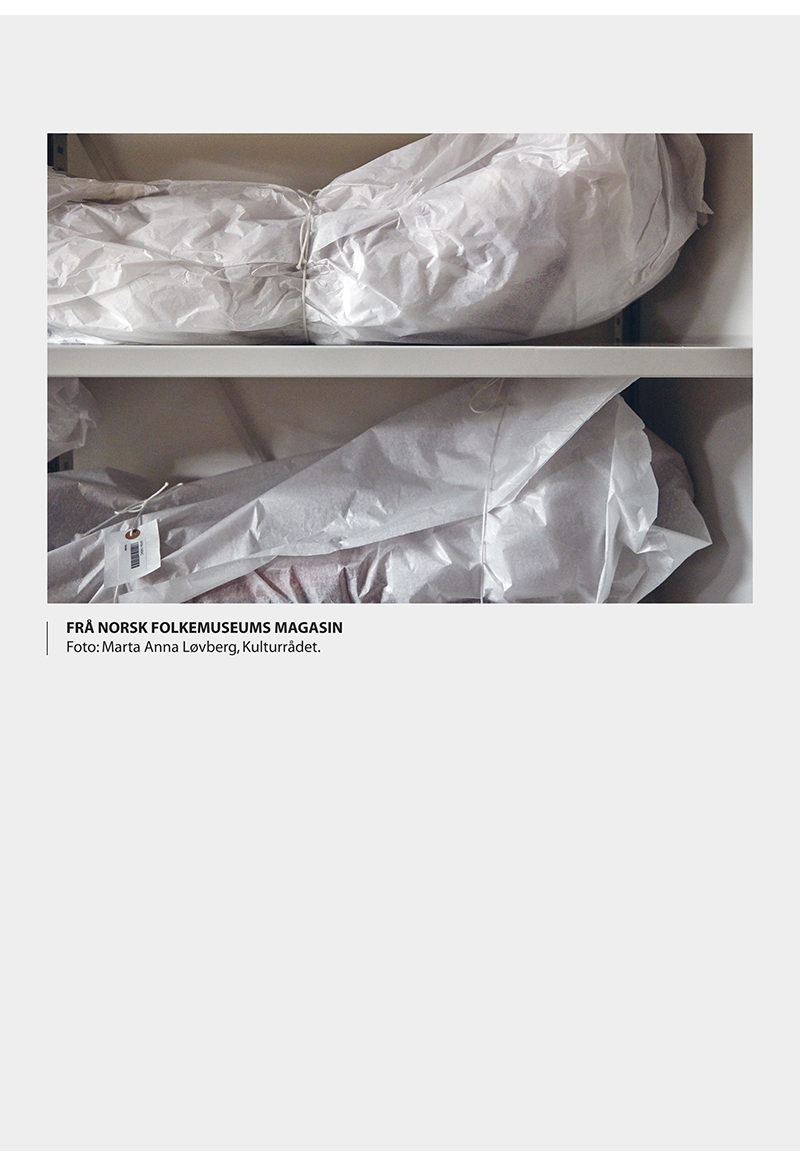 FRÅ NORSK FOLKEMUSEUMS MAGASIN
Foto: Marta Anna Løvberg, Kulturrådet.